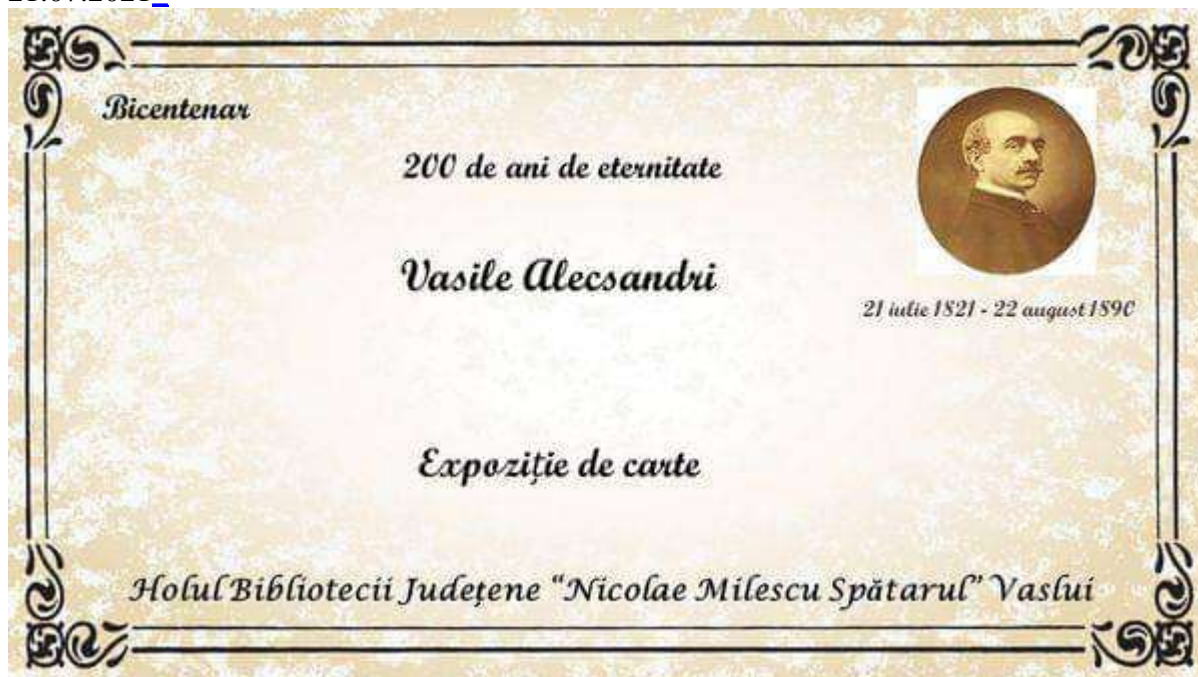 Bicentenar
200 de ani de eternitate
Vasile Alecsandri
21 iulie 1821 - 22 august 1890
Expoziție de carte
Holul Bibliotecii Județene "Nicolae Milescu Spătarul" Vaslui